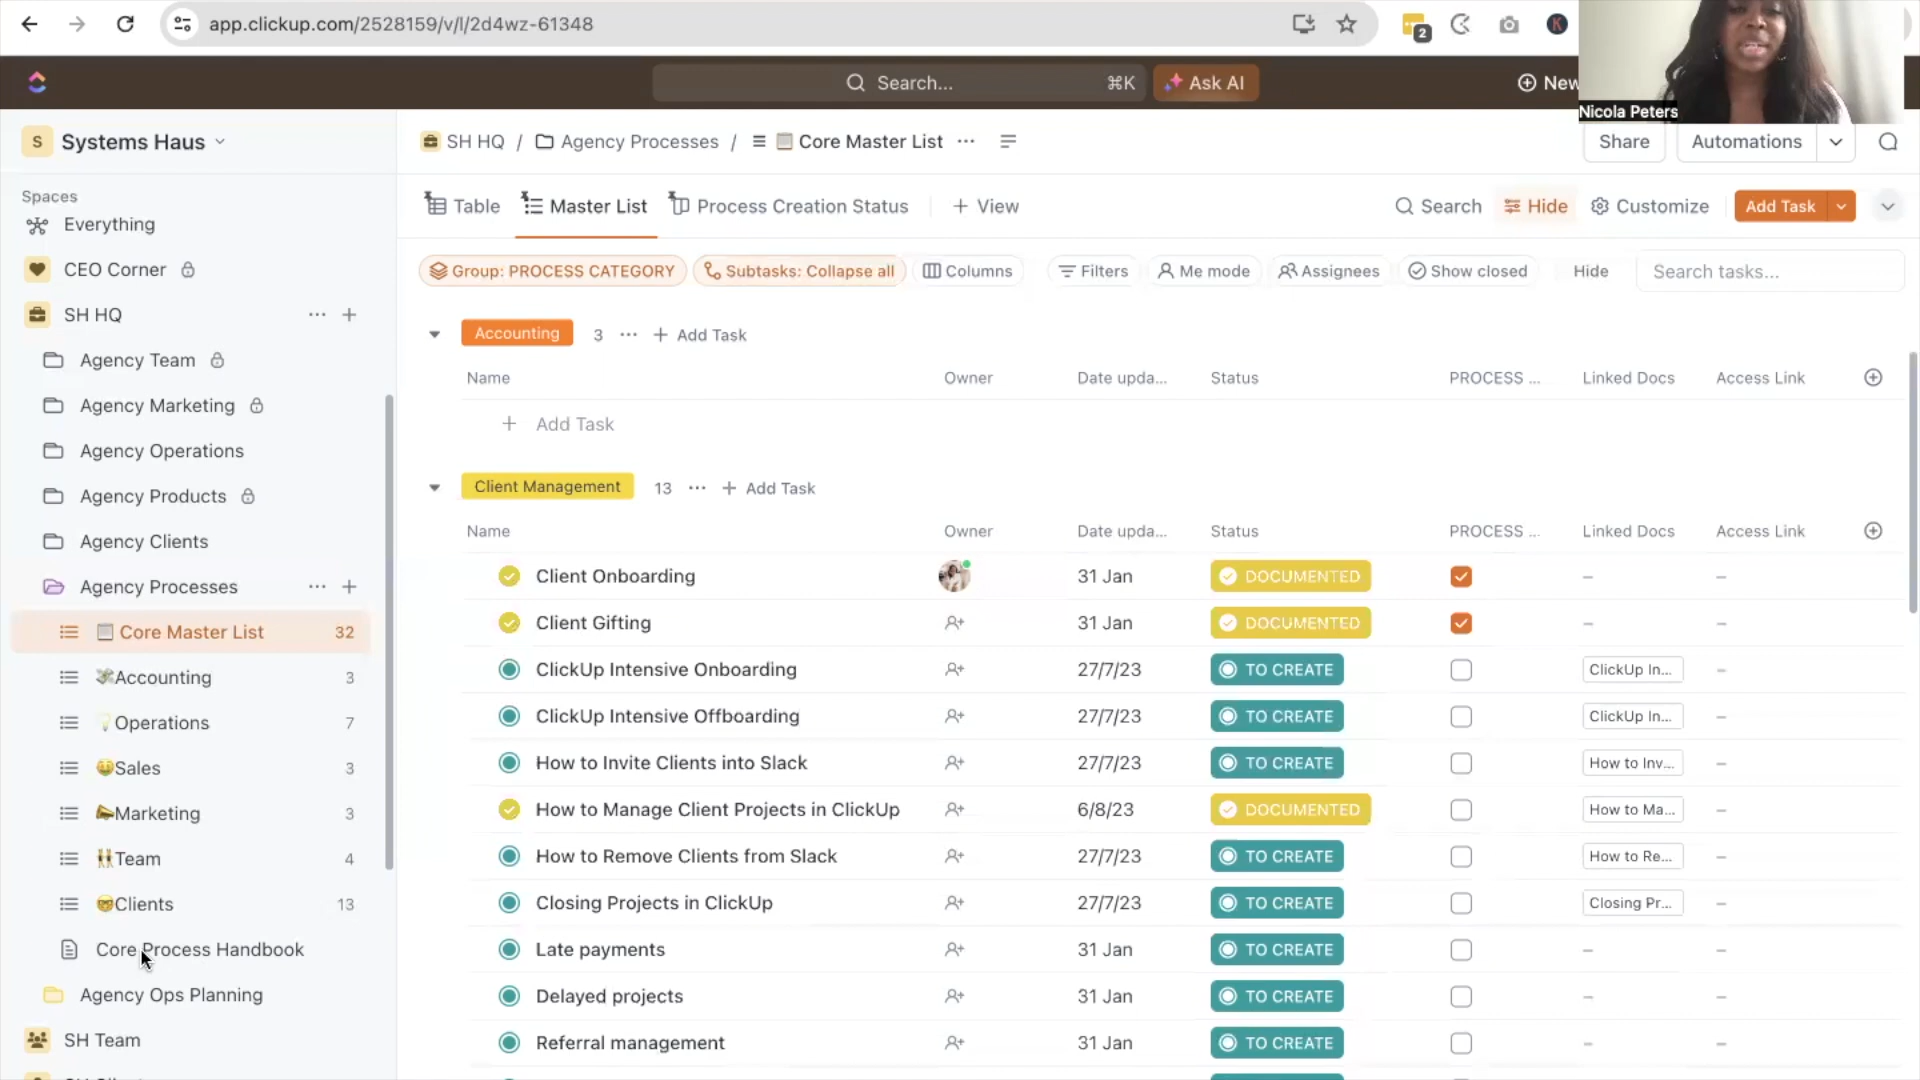 app.clickup.com/2528159/v/l/2d4wz-61348
2
K
Search...
⌘K
Ask AI
New
Nicola Peters
S
Systems Haus
SH HQ / Agency Processes / Core Master List
Share
Automations
Spaces
Everything
CEO Corner
SH HQ
Agency Team
Agency Marketing
Agency Operations
Agency Products
Agency Clients
Agency Processes
Core Master List 32
Accounting 3
Operations 7
Sales 3
Marketing 3
Team 4
Clients 13
Core Process Handbook
Agency Ops Planning
SH Team
Table
Master List
Process Creation Status
+ View
Search
Hide
Customize
Add Task
Group: PROCESS CATEGORY
Subtasks: Collapse all
Columns
Filters
Me mode
Assignees
Show closed
Hide
Search tasks...
Accounting 3 ... + Add Task
Name Owner Date upda... Status PROCESS ... Linked Docs Access Link
+ Add Task
Client Management 13 ... + Add Task
Name Owner Date upda... Status PROCESS ... Linked Docs Access Link
Client Onboarding 31 Jan DOCUMENTED – –
Client Gifting 31 Jan DOCUMENTED – –
ClickUp Intensive Onboarding 27/7/23 TO CREATE ClickUp In... –
ClickUp Intensive Offboarding 27/7/23 TO CREATE ClickUp In... –
How to Invite Clients into Slack 27/7/23 TO CREATE How to Inv... –
How to Manage Client Projects in ClickUp 6/8/23 DOCUMENTED How to Ma... –
How to Remove Clients from Slack 27/7/23 TO CREATE How to Re... –
Closing Projects in ClickUp 27/7/23 TO CREATE Closing Pr... –
Late payments 31 Jan TO CREATE – –
Delayed projects 31 Jan TO CREATE – –
Referral management 31 Jan TO CREATE – –